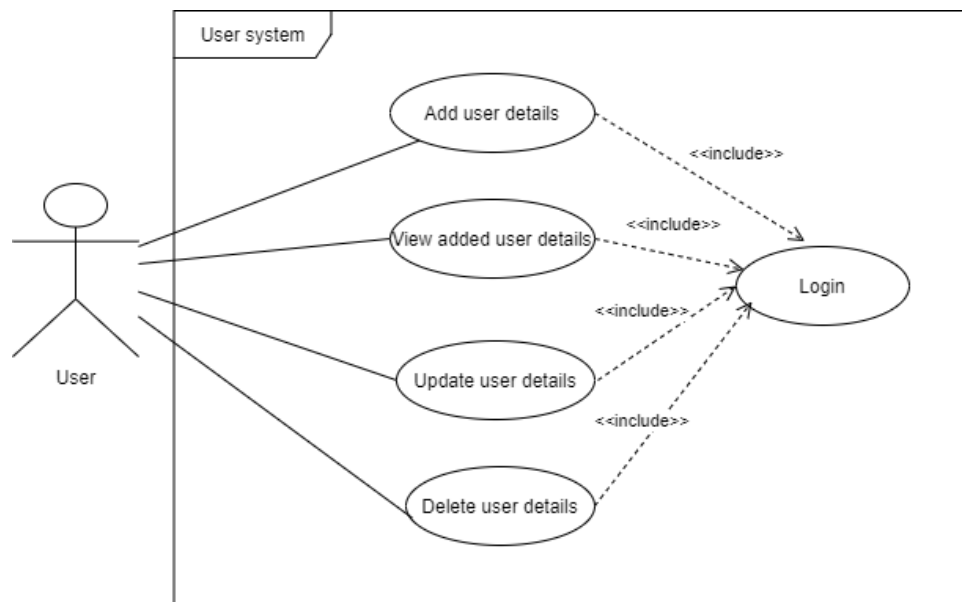 User system
Add user details
<<include>>
<<include>>
View added user details
Login
<<include>>
User
Update user details
<<include>>
Delete user details